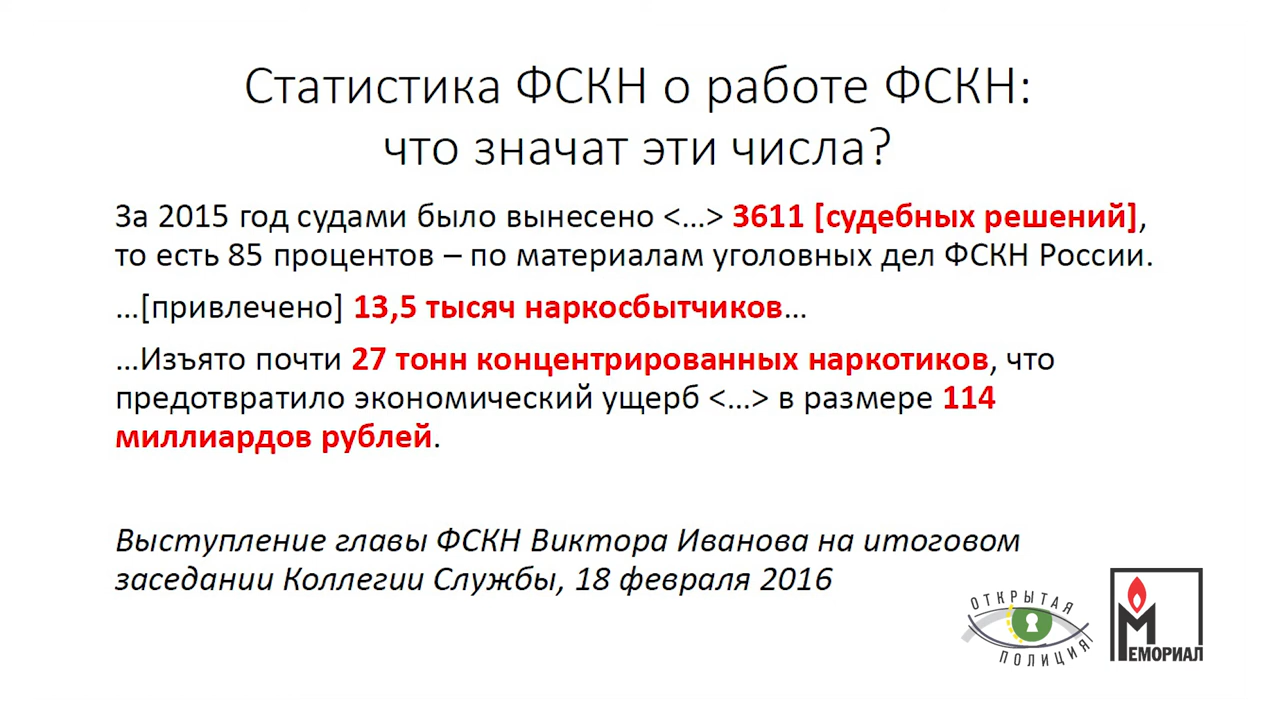 Статистика ФСКН о работе ФСКН:
что значат эти числа?
За 2015 год судами было вынесено <...> 3611 [судебных решений],
то есть 85 процентов – по материалам уголовных дел ФСКН России.
...[привлечено] 13,5 тысяч наркосбытчиков...
...Изъято почти 27 тонн концентрированных наркотиков, что
предотвратило экономический ущерб <...> в размере 114
миллиардов рублей.
Выступление главы ФСКН Виктора Иванова на итоговом
заседании Коллегии Службы, 18 февраля 2016
ОТКРЫТАЯ
ПОЛИЦИЯ
МЕМОРИАЛ